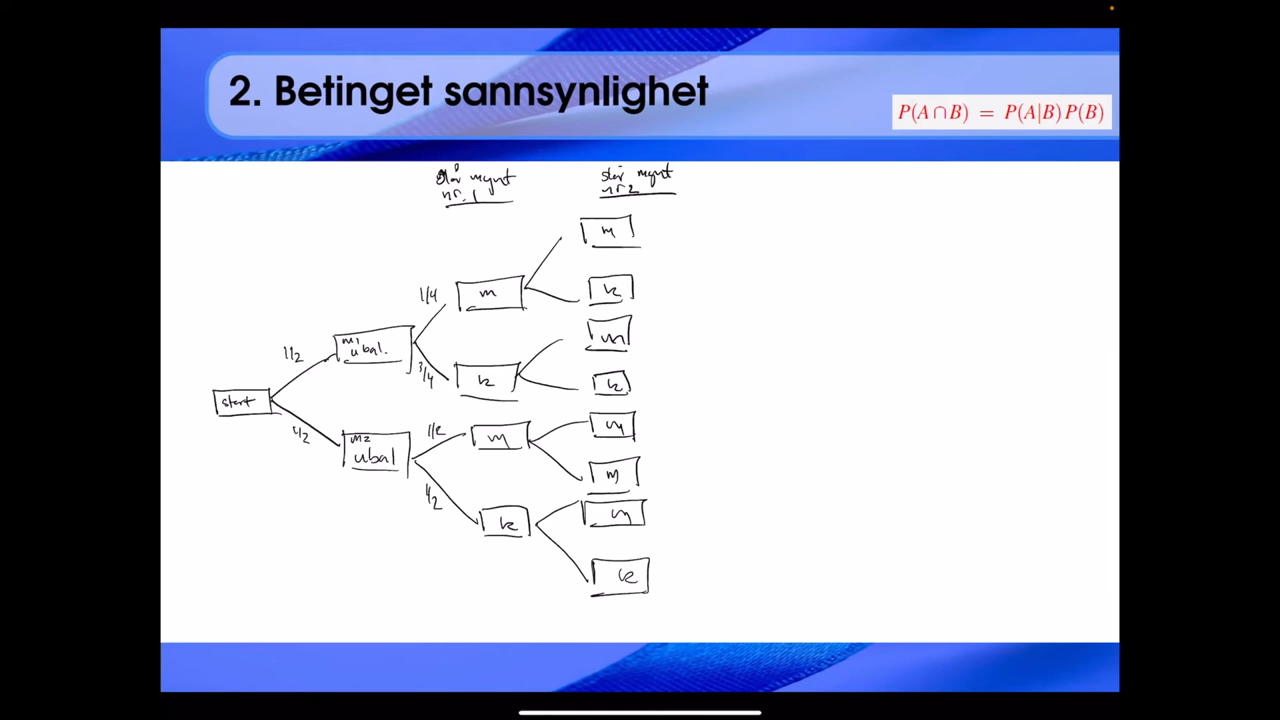 2. Betinget sannsynlighet
P(A∩B) = P(A|B)P(B)
slår mynt
nr. 1
slår mynt
nr 2
m
1/4
m
k
m1
ubal.
m
1/2
3/4
k
k
start
m
1/2
m2
ubal
1/2
m
m
1/2
k
m
k